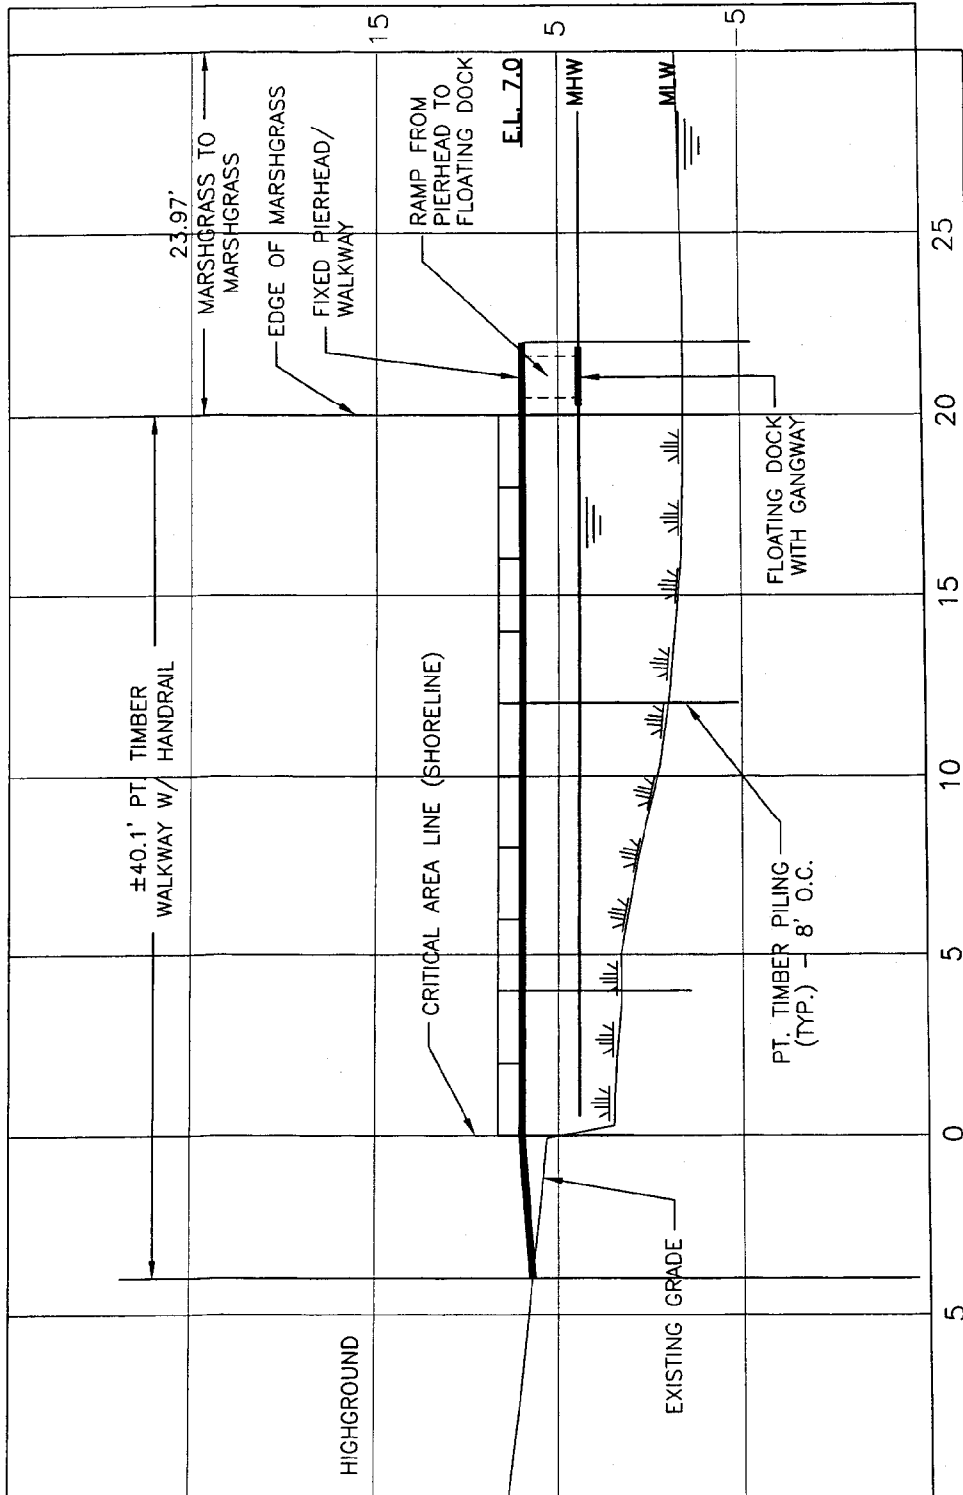 ±40.1' PT. TIMBER
WALKWAY W/ HANDRAIL
23.97'
MARSHGRASS TO
MARSHGRASS
EDGE OF MARSHGRASS
FIXED PIERHEAD/
WALKWAY
HIGHGROUND
CRITICAL AREA LINE (SHORELINE)
RAMP FROM
PIERHEAD TO
FLOATING DOCK
15
E.L. 7.0
5
MHW
MLW
5
EXISTING GRADE
PT. TIMBER PILING
(TYP.) – 8' O.C.
FLOATING DOCK
WITH GANGWAY
5
0
5
10
15
20
25